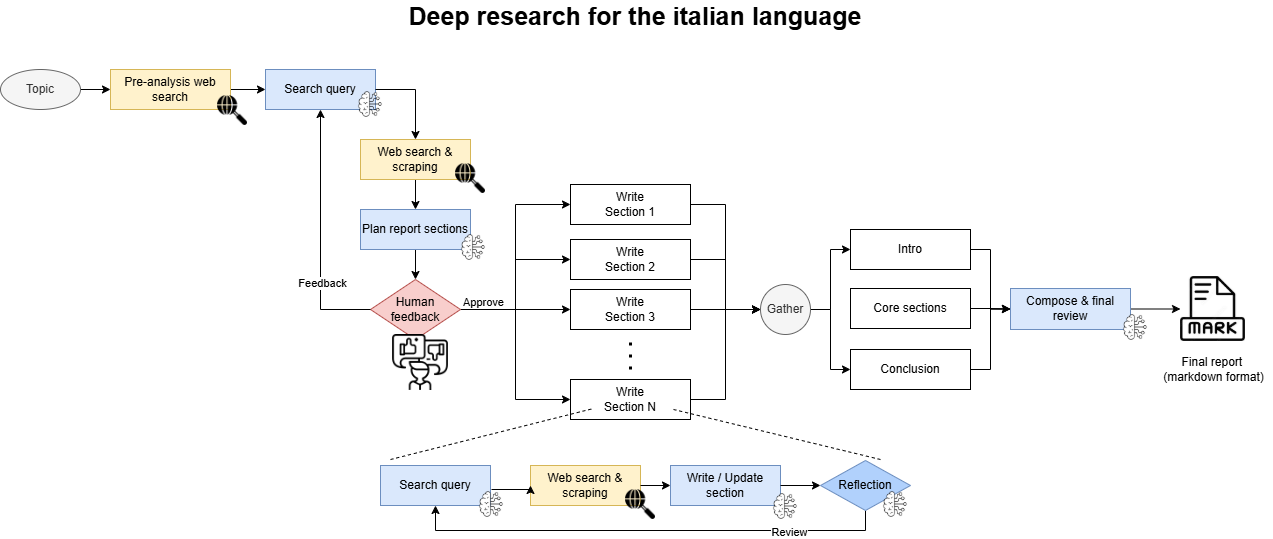 Deep research for the italian language
Topic
Pre-analysis web
search
Search query
Web search &
scraping
Plan report sections
Feedback
Human
feedback
Approve
Write
Section 1
Write
Section 2
Write
Section 3
Write
Section N
Gather
Intro
Core sections
Conclusion
Compose & final
review
MARK
Final report
(markdown format)
Search query
Web search &
scraping
Write / Update
section
Reflection
Review